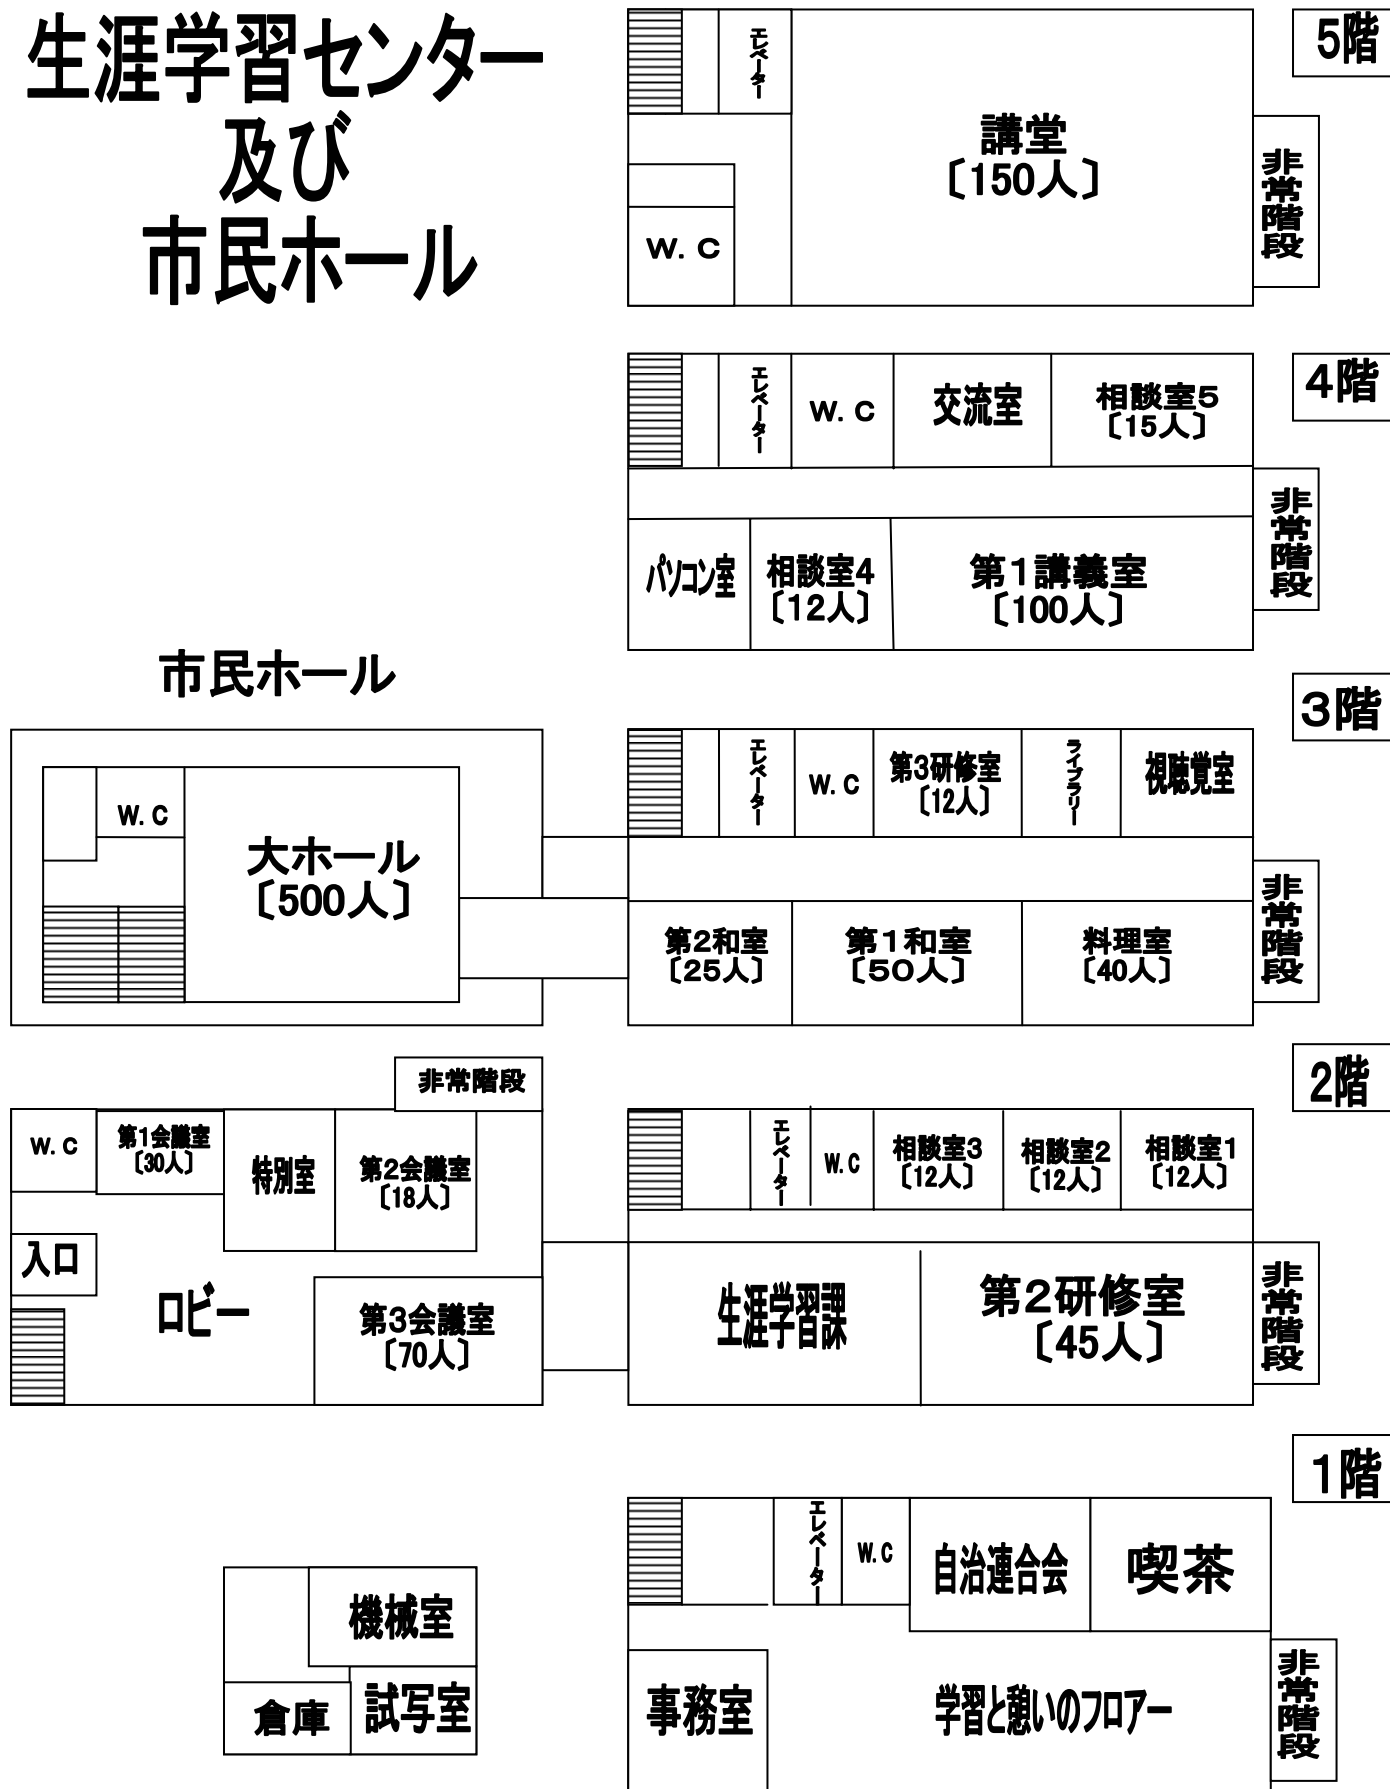 生涯学習センター
及び
市民ホール
5階
エレベーター
講堂
〔150人〕
W.C
非常階段
4階
エレベーター
W.C
交流室
相談室5
〔15人〕
非常階段
パソコン室
相談室4
〔12人〕
第1講義室
〔100人〕
市民ホール
3階
W.C
大ホール
〔500人〕
エレベーター
W.C
第3研修室
〔12人〕
ライブラリー
視聴覚室
非常階段
第2和室
〔25人〕
第1和室
〔50人〕
料理室
〔40人〕
2階
非常階段
W.C
第1会議室
〔30人〕
特別室
第2会議室
〔18人〕
入口
ロビー
第3会議室
〔70人〕
エレベーター
W.C
相談室3
〔12人〕
相談室2
〔12人〕
相談室1
〔12人〕
生涯学習課
第2研修室
〔45人〕
非常階段
1階
機械室
倉庫
試写室
エレベーター
W.C
自治連合会
喫茶
事務室
学習と憩いのフロアー
非常階段